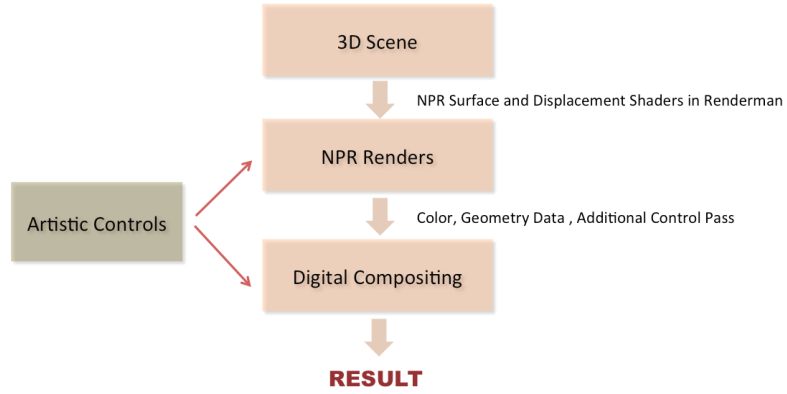 3D Scene
NPR Surface and Displacement Shaders in Renderman
NPR Renders
Artistic Controls
Color, Geometry Data , Additional Control Pass
Digital Compositing
RESULT